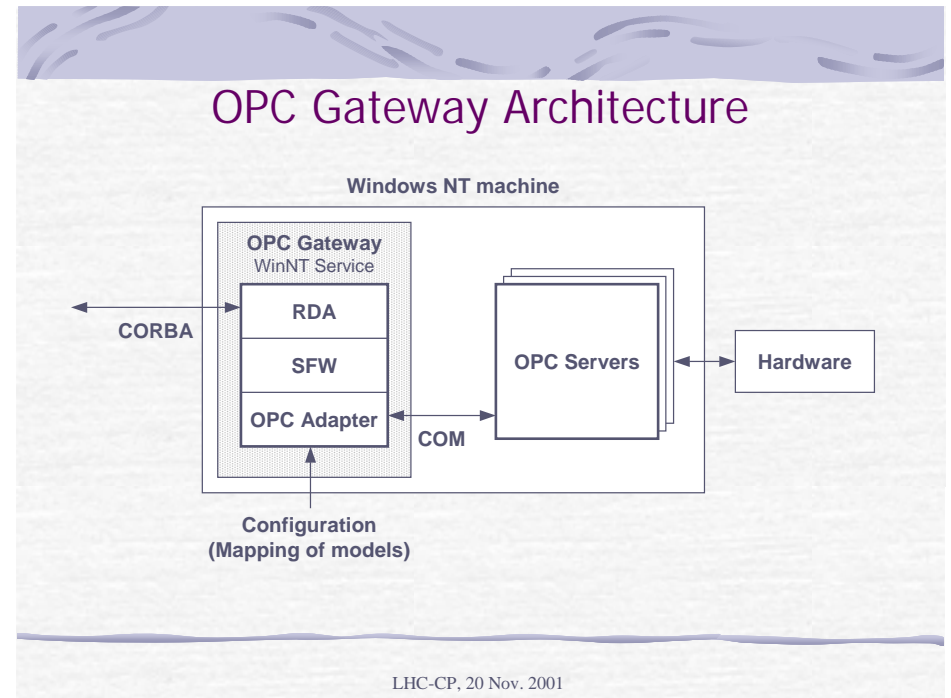 OPC Gateway Architecture
Windows NT machine
OPC Gateway
WinNT Service
RDA
CORBA
SFW
OPC Servers
Hardware
OPC Adapter
COM
Configuration
(Mapping of models)
LHC-CP, 20 Nov. 2001